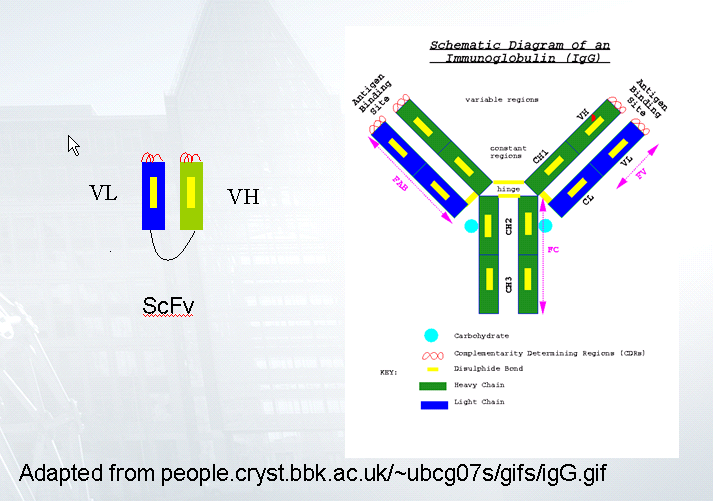 Schematic Diagram of an
Immunoglobulin (IgG)
Antigen
Binding
Site
Antigen
Binding
Site
variable regions
VH
constant
regions
CH1
VL
FV
hinge
CL
FAB
CH2
FC
CH3
VL
VH
ScFv
Carbohydrate
Complementarity Determining Regions (CDRs)
KEY:
Disulphide Bond
Heavy Chain
Light Chain
Adapted from people.cryst.bbk.ac.uk/~ubcg07s/gifs/igG.gif